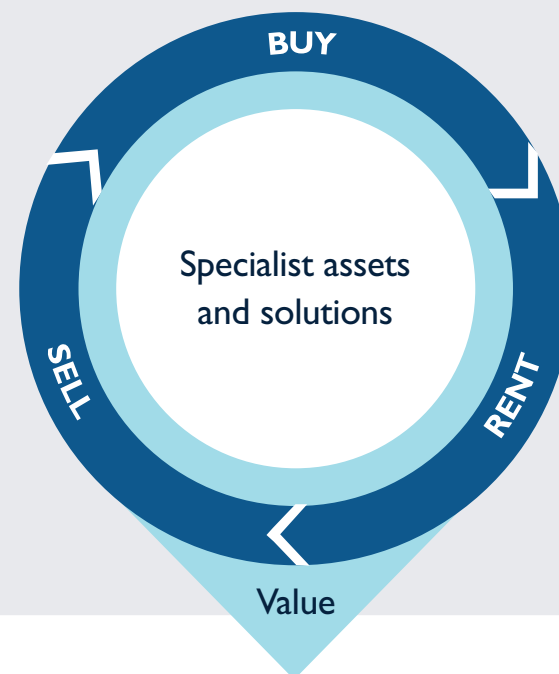 BUY
Specialist assets
and solutions
SELL
RENT
Value